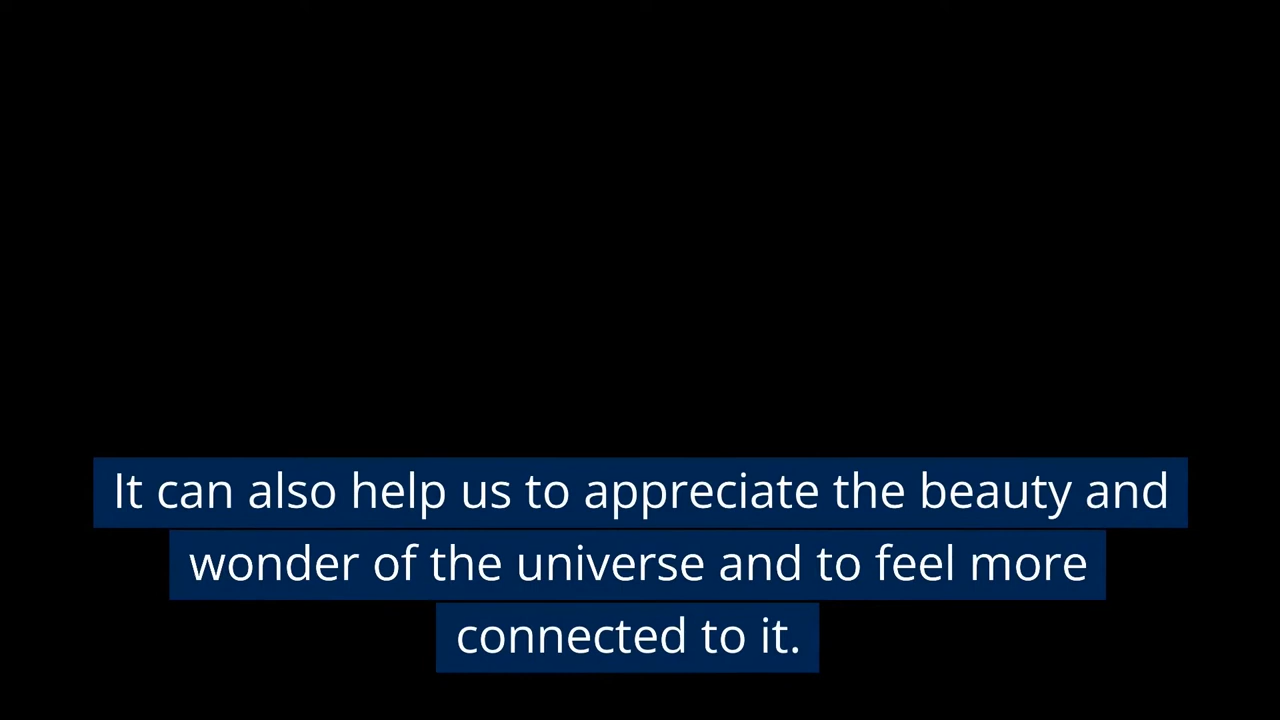 It can also help us to appreciate the beauty and
wonder of the universe and to feel more
connected to it.